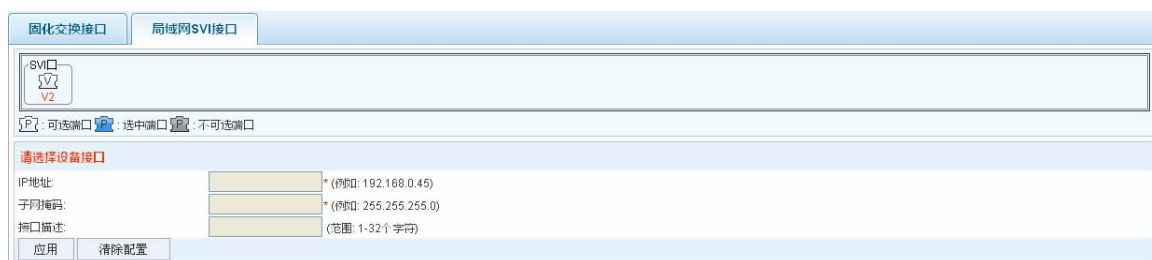 固化交换接口 局域网SVI接口
SVI口
V
V2
P : 可选端口 P : 选中端口 P : 不可选端口
请选择设备接口
IP地址: * (例如: 192.168.0.45)
子网掩码: * (例如: 255.255.255.0)
接口描述: (范围: 1-32个字符)
应用 清除配置